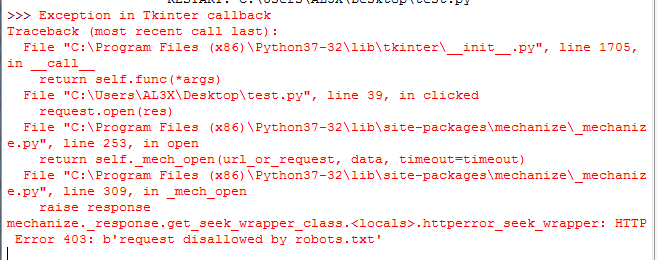 RESTART: C:\Users\AL3X\Desktop\test.py
>>> Exception in Tkinter callback
Traceback (most recent call last):
  File "C:\Program Files (x86)\Python37-32\lib\tkinter\__init__.py", line 1705,
in __call__
    return self.func(*args)
  File "C:\Users\AL3X\Desktop\test.py", line 39, in clicked
    request.open(res)
  File "C:\Program Files (x86)\Python37-32\lib\site-packages\mechanize\_mechaniz
e.py", line 253, in open
    return self._mech_open(url_or_request, data, timeout=timeout)
  File "C:\Program Files (x86)\Python37-32\lib\site-packages\mechanize\_mechaniz
e.py", line 309, in _mech_open
    raise response
mechanize._response.get_seek_wrapper_class.<locals>.httperror_seek_wrapper: HTTP
 Error 403: b'request disallowed by robots.txt'